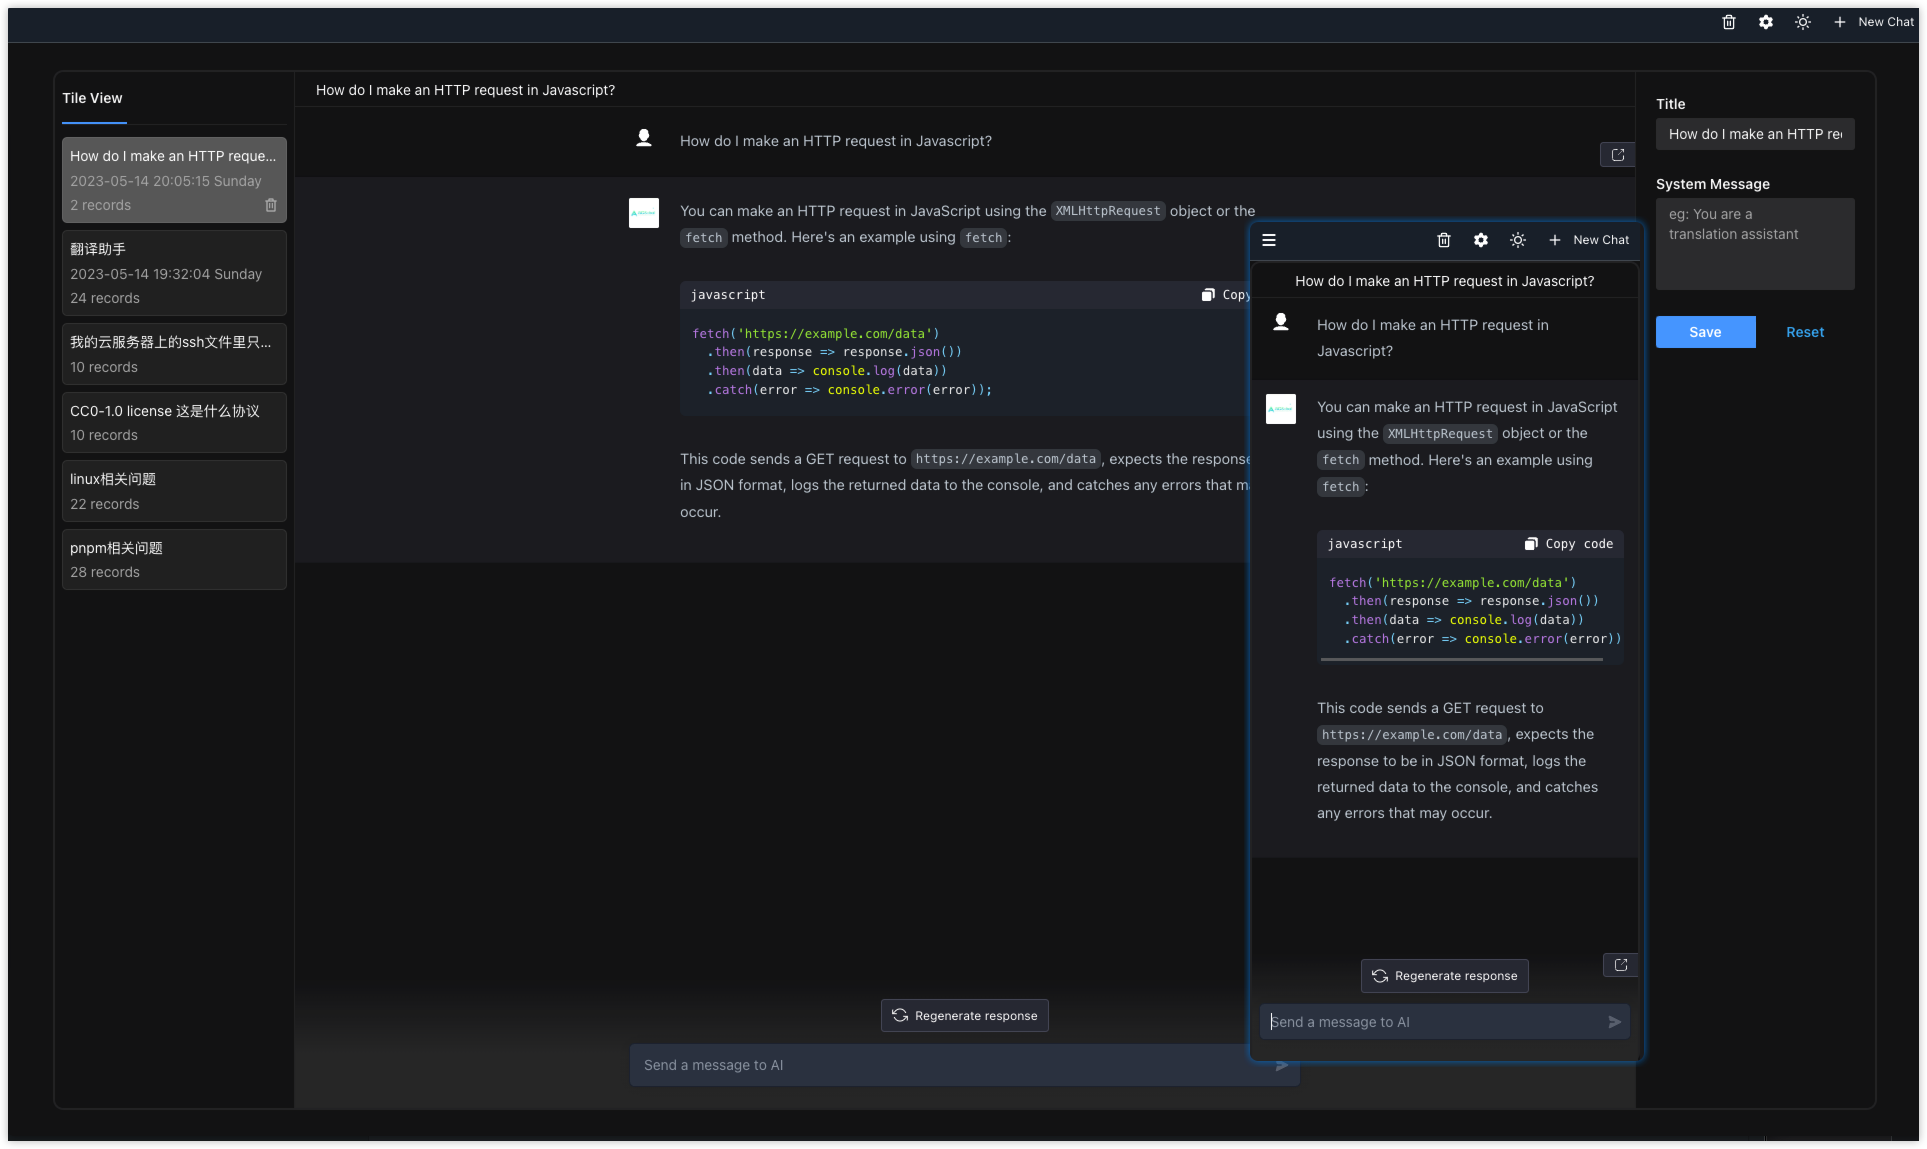 New Chat
Tile View
How do I make an HTTP reque...
2023-05-14 20:05:15 Sunday
2 records
翻译助手
2023-05-14 19:32:04 Sunday
24 records
我的云服务器上的ssh文件里只...
10 records
CC0-1.0 license 这是什么协议
10 records
linux相关问题
22 records
pnpm相关问题
28 records
How do I make an HTTP request in Javascript?
How do I make an HTTP request in Javascript?
You can make an HTTP request in JavaScript using the XMLHttpRequest object or the
fetch method. Here's an example using fetch:
javascript
Copy
fetch('https://example.com/data')
  .then(response => response.json())
  .then(data => console.log(data))
  .catch(error => console.error(error));
This code sends a GET request to https://example.com/data, expects the response
in JSON format, logs the returned data to the console, and catches any errors that
occur.
Regenerate response
Send a message to AI
New Chat
How do I make an HTTP request in Javascript?
How do I make an HTTP request in
Javascript?
You can make an HTTP request in JavaScript
using the XMLHttpRequest object or the
fetch method. Here's an example using
fetch:
javascript
Copy code
fetch('https://example.com/data')
  .then(response => response.json())
  .then(data => console.log(data))
  .catch(error => console.error(error))
This code sends a GET request to
https://example.com/data, expects the
response to be in JSON format, logs the
returned data to the console, and catches
any errors that may occur.
Regenerate response
Send a message to AI
Title
How do I make an HTTP re
System Message
eg: You are a
translation assistant
Save
Reset